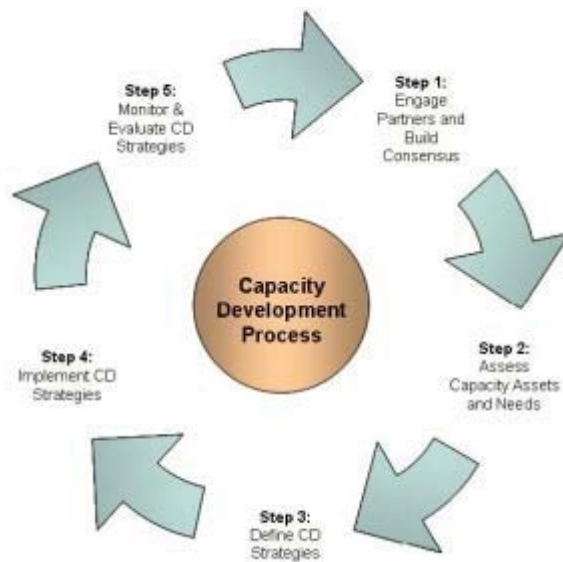 Step 1:
Engage
Partners and
Build
Consensus
Step 2:
Assess
Capacity Assets
and Needs
Step 3:
Define CD
Strategies
Step 4:
Implement CD
Strategies
Step 5:
Monitor &
Evaluate CD
Strategies
Capacity
Development
Process